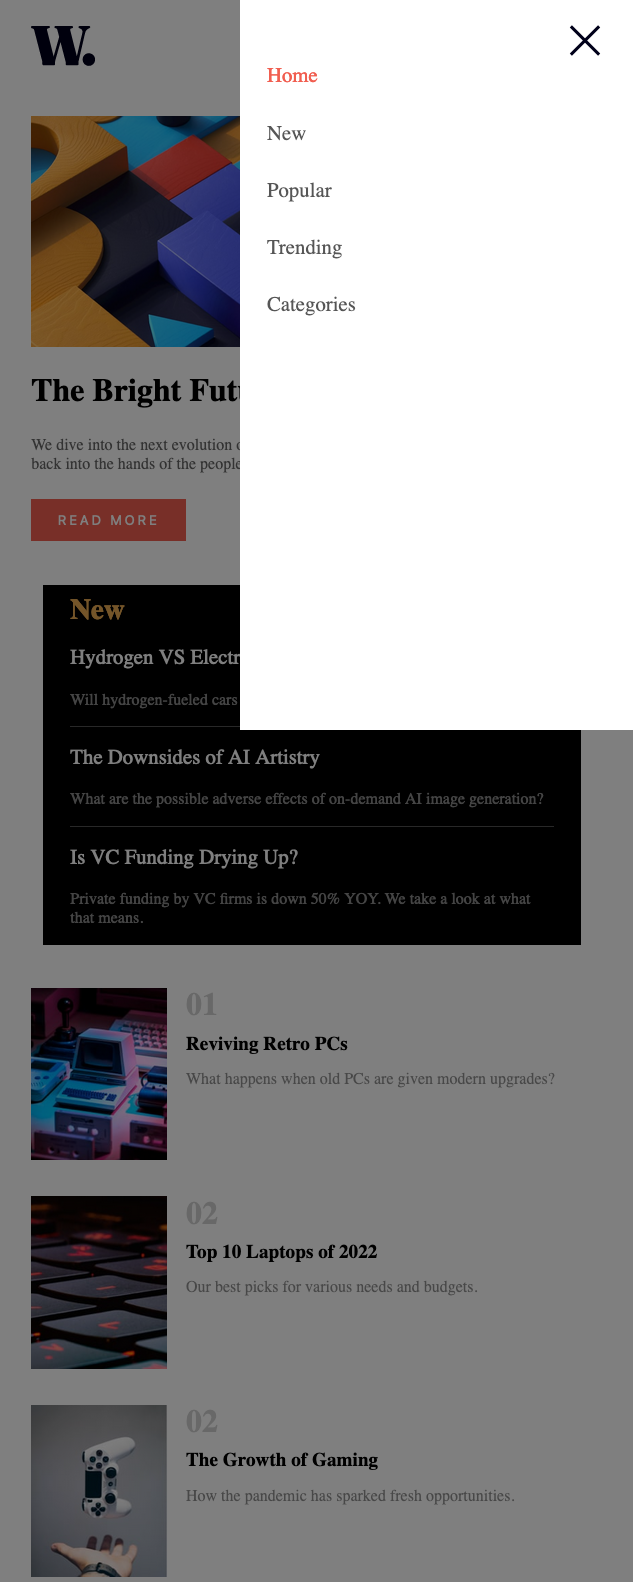 W.
Home
New
Popular
Trending
Categories
The Bright Fut
We dive into the next evolution
back into the hands of the people
READ MORE
New
Hydrogen VS Electr
Will hydrogen-fueled cars
The Downsides of AI Artistry
What are the possible adverse effects of on-demand AI image generation?
Is VC Funding Drying Up?
Private funding by VC firms is down 50% YOY. We take a look at what
that means.
01
Reviving Retro PCs
What happens when old PCs are given modern upgrades?
02
Top 10 Laptops of 2022
Our best picks for various needs and budgets.
02
The Growth of Gaming
How the pandemic has sparked fresh opportunities.